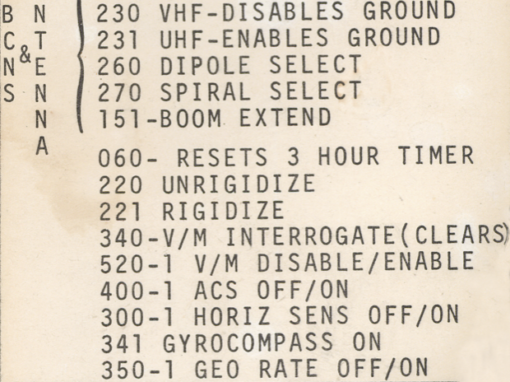 BCNS & ANTENNA
230 VHF-DISABLES GROUND
231 UHF-ENABLES GROUND
260 DIPOLE SELECT
270 SPIRAL SELECT
151-BOOM EXTEND
060- RESETS 3 HOUR TIMER
220 UNRIGIDIZE
221 RIGIDIZE
340-V/M INTERROGATE(CLEARS)
520-1 V/M DISABLE/ENABLE
400-1 ACS OFF/ON
300-1 HORIZ SENS OFF/ON
341 GYROCOMPASS ON
350-1 GEO RATE OFF/ON